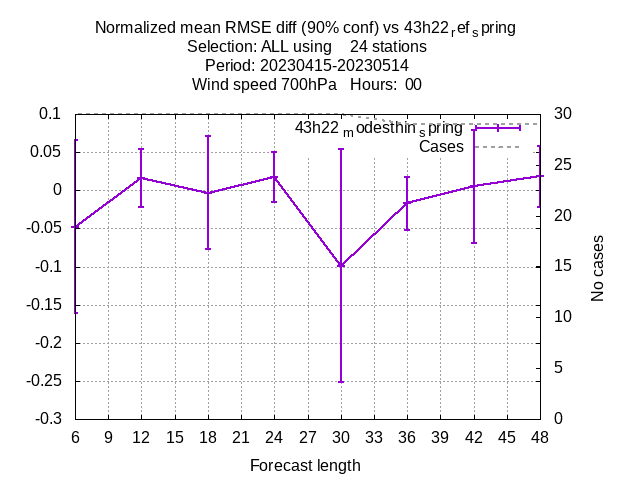 Normalized mean RMSE diff (90% conf) vs 43h22refspring
Selection: ALL using 24 stations
Period: 20230415-20230514
Wind speed 700hPa Hours: 00
43h22modesthinspring
Cases
0.1
0.05
0
-0.05
-0.1
-0.15
-0.2
-0.25
-0.3
30
25
20
15
10
5
0
No cases
6 9 12 15 18 21 24 27 30 33 36 39 42 45 48
Forecast length